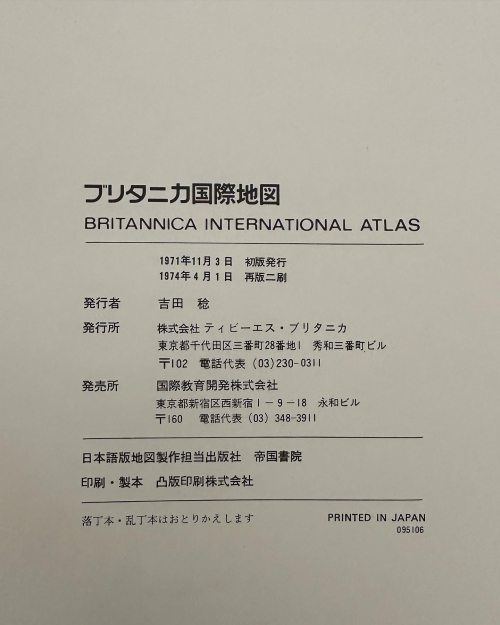 ブリタニカ国際地図
BRITANNICA INTERNATIONAL ATLAS
1971年11月3日 初版発行
1974年4月1日 再版二刷
発行者 吉田 稔
発行所 株式会社 ティビーエス・ブリタニカ
東京都千代田区三番町28番地1 秀和三番町ビル
〒102 電話代表 (03)230-0311
発売所 国際教育開発株式会社
東京都新宿区西新宿1-9-18 永和ビル
〒160 電話代表 (03) 348-3911
日本語版地図製作担当出版社 帝国書院
印刷・製本 凸版印刷株式会社
落丁本・乱丁本はおとりかえします PRINTED IN JAPAN
095106